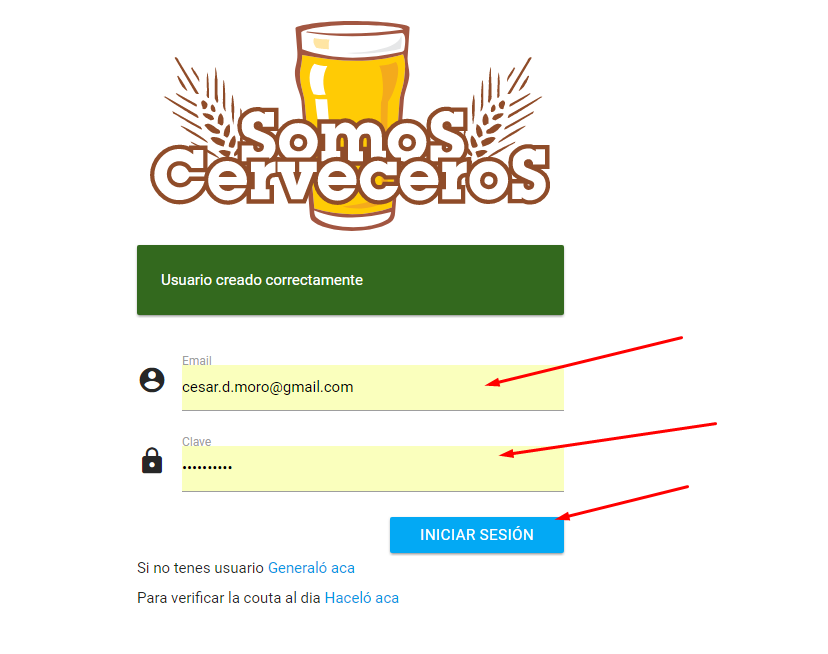 Somos
Cerveceros
Usuario creado correctamente
Email
cesar.d.moro@gmail.com
Clave
••••••••••
INICIAR SESIÓN
Si no tenes usuario Generaló aca
Para verificar la couta al dia Haceló aca